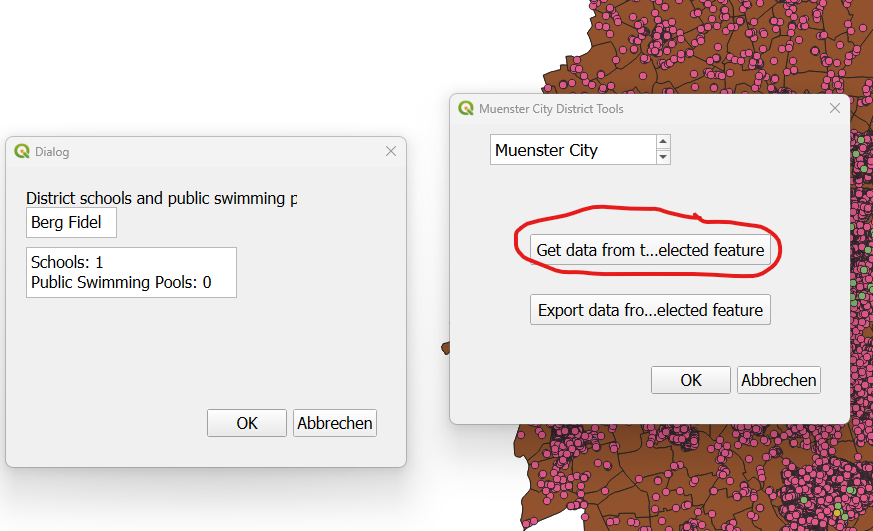 Dialog
District schools and public swimming p
Berg Fidel
Schools: 1
Public Swimming Pools: 0
OK
Abbrechen
Muenster City District Tools
Muenster City
Get data from t...elected feature
Export data fro...elected feature
OK
Abbrechen